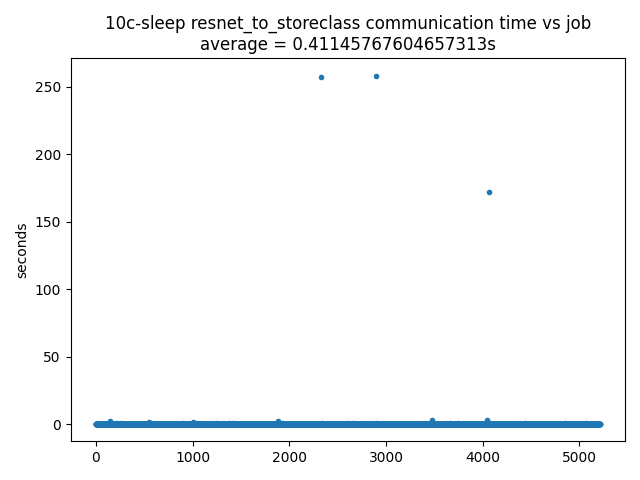 10c-sleep resnet_to_storeclass communication time vs job
average = 0.41145767604657313s
250
200
150
100
50
0
seconds
0 1000 2000 3000 4000 5000